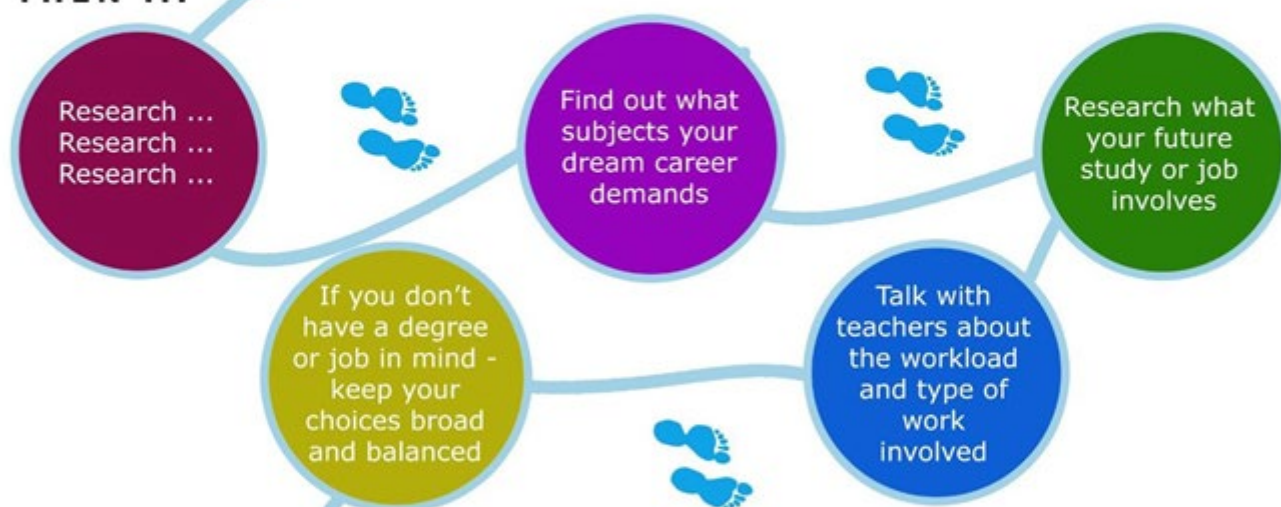 Research ...
Research ...
Research ...
Find out what
subjects your
dream career
demands
Research what
your future
study or job
involves
Talk with
teachers about
the workload
and type of
work
involved
If you don't
have a degree
or job in mind -
keep your
choices broad
and balanced